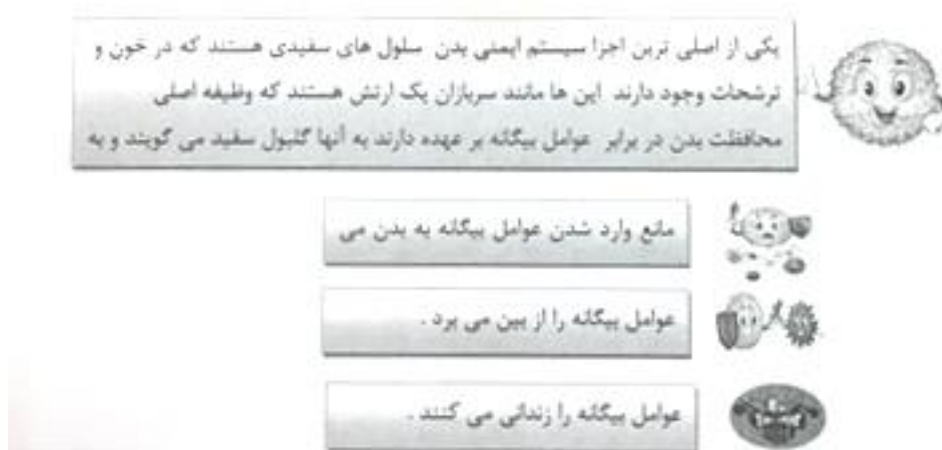 یکی از اصلی ترین اجزا سیستم ایمنی بدن سلول های سفیدی هستند که در خون و
ترشحات وجود دارند این ها مانند سربازان یک ارتش هستند که وظیفه اصلی
محافظت بدن در برابر عوامل بیگانه بر عهده دارند به آنها گلبول سفید می گویند و به
مانع وارد شدن عوامل بیگانه به بدن می
عوامل بیگانه را از بین می برد .
عوامل بیگانه را زندانی می کنند .